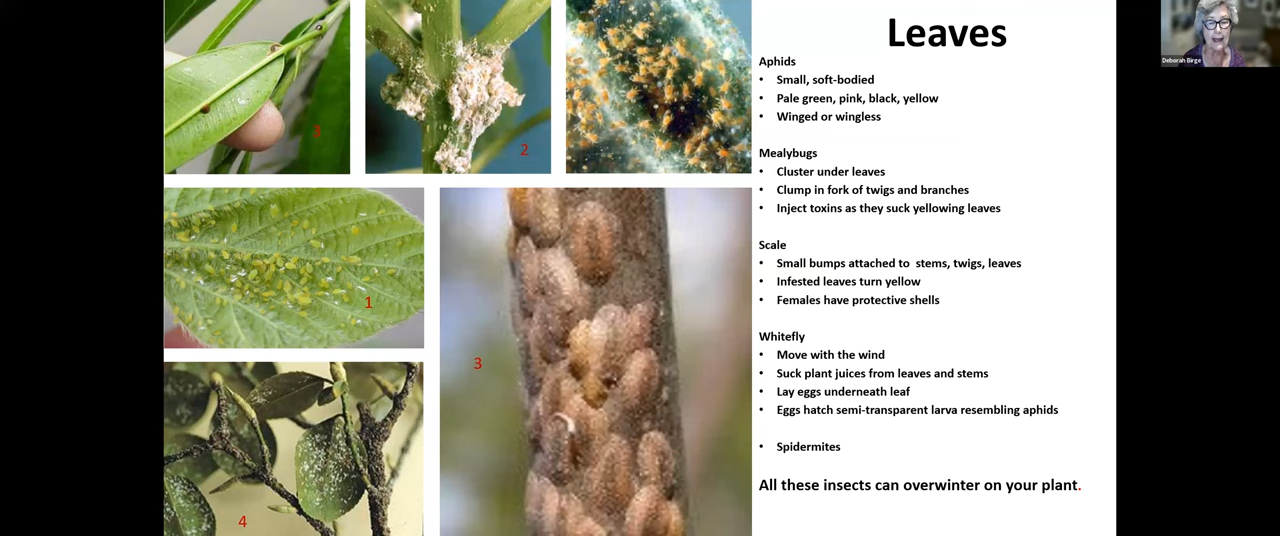 Leaves
Deborah Birge
Aphids
• Small, soft-bodied
• Pale green, pink, black, yellow
• Winged or wingless
Mealybugs
• Cluster under leaves
• Clump in fork of twigs and branches
• Inject toxins as they suck yellowing leaves
Scale
• Small bumps attached to stems, twigs, leaves
• Infested leaves turn yellow
• Females have protective shells
Whitefly
• Move with the wind
• Suck plant juices from leaves and stems
• Lay eggs underneath leaf
• Eggs hatch semi-transparent larva resembling aphids
• Spidermites
All these insects can overwinter on your plant.
3
2
1
3
4